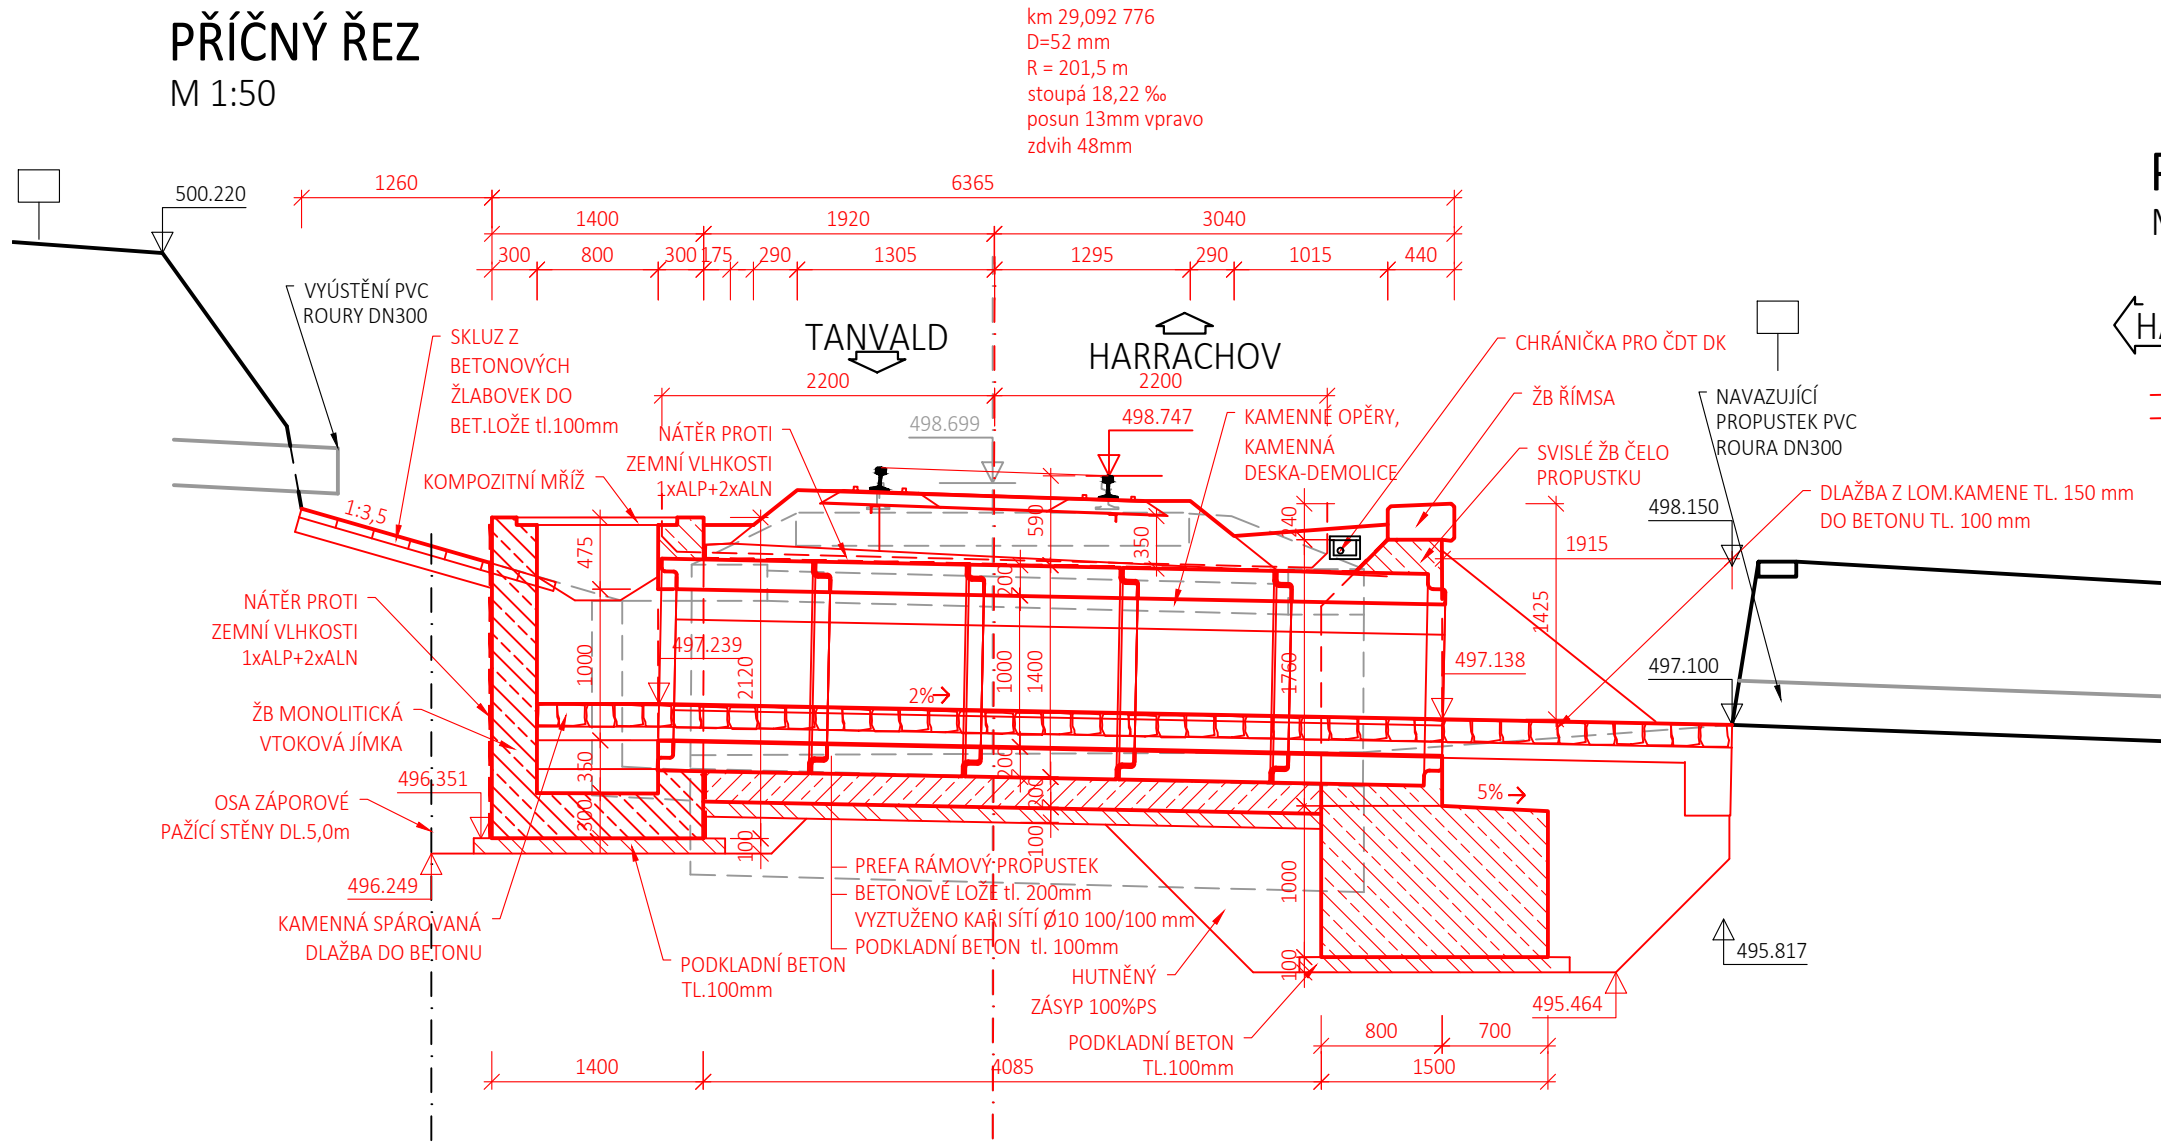 PŘÍČNÝ ŘEZ
M 1:50
km 29,092 776
D=52 mm
R = 201,5 m
stoupá 18,22 ‰
posun 13mm vpravo
zdvih 48mm
1260
6365
500.220
1400
1920
3040
300
800
300
175
290
1305
1295
290
1015
440
VYÚSTĚNÍ PVC
ROURY DN300
SKLUZ Z
BETONOVÝCH
ŽLABOVEK DO
BET.LOŽE tl.100mm
TANVALD
HARRACHOV
2200
2200
CHRÁNIČKA PRO ČDT DK
ŽB ŘÍMSA
NAVAZUJÍCÍ
PROPUSTEK PVC
ROURA DN300
498.699
498.747
KAMENNÉ OPĚRY,
KAMENNÁ
DESKA-DEMOLICE
NÁTĚR PROTI
ZEMNÍ VLHKOSTI
1xALP+2xALN
KOMPOZITNÍ MŘÍŽ
SVISLÉ ŽB ČELO
PROPUSTKU
DLAŽBA Z LOM.KAMENE TL. 150 mm
DO BETONU TL. 100 mm
1:3,5
498.150
1915
475
590
350
240
200
1425
NÁTĚR PROTI
ZEMNÍ VLHKOSTI
1xALP+2xALN
1000
497.239
2120
1000
1400
1760
497.138
497.100
2%
ŽB MONOLITICKÁ
VTOKOVÁ JÍMKA
350
200
200
496.351
300
5%
OSA ZÁPOROVÉ
PAŽÍCÍ STĚNY DL.5,0m
100
100
496.249
PREFA RÁMOVÝ PROPUSTEK
BETONOVÉ LOŽE tl. 200mm
VYZTUŽENO KARI SÍTÍ Ø10 100/100 mm
PODKLADNÍ BETON tl. 100mm
1000
KAMENNÁ SPÁROVANÁ
DLAŽBA DO BETONU
PODKLADNÍ BETON
TL.100mm
HUTNĚNÝ
ZÁSYP 100%PS
100
495.817
495.464
PODKLADNÍ BETON
TL.100mm
800
700
1400
4085
1500